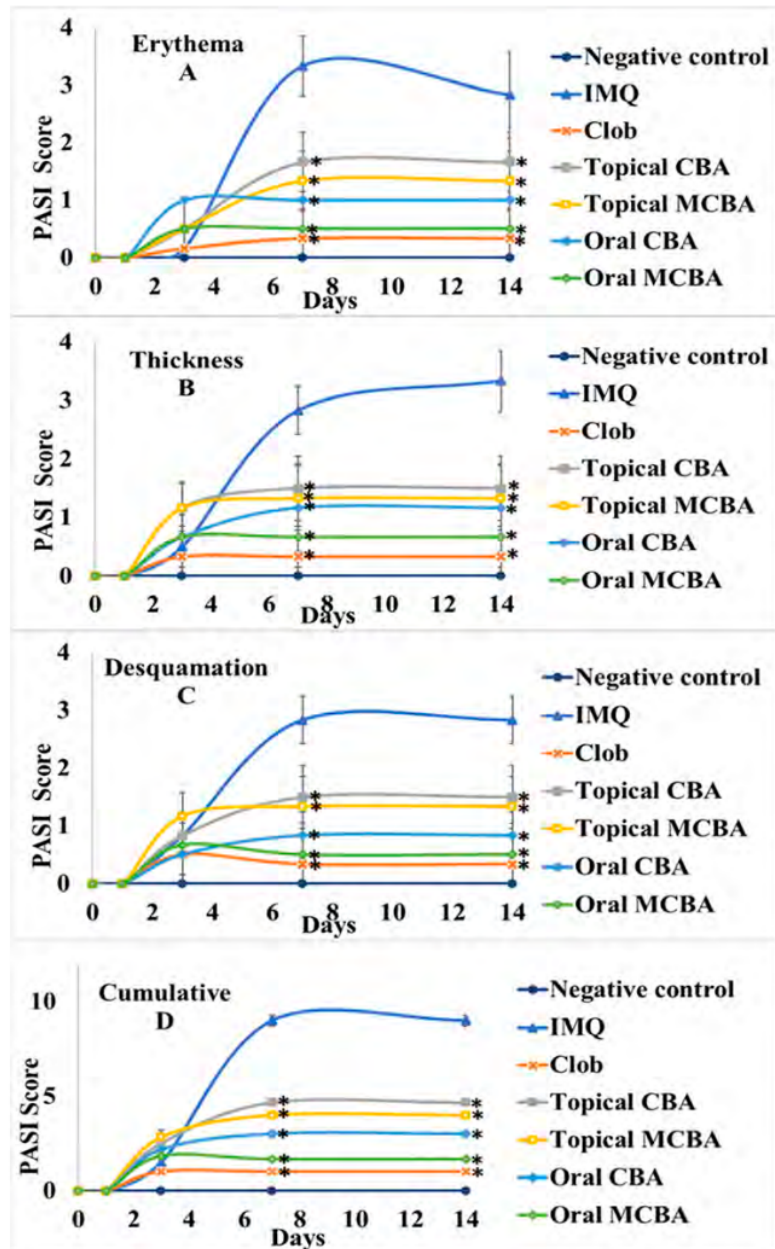 Erythema
A
PASI Score
4
3
2
1
0
0 2 4 6 8 10 12 14
Days
Negative control
IMQ
Clob
Topical CBA
Topical MCBA
Oral CBA
Oral MCBA
* * * * *
* * * * *
Thickness
B
PASI Score
4
3
2
1
0
0 2 4 6 8 10 12 14
Days
Negative control
IMQ
Clob
Topical CBA
Topical MCBA
Oral CBA
Oral MCBA
* * * * *
* * * * *
Desquamation
C
PASI Score
4
3
2
1
0
0 2 4 6 8 10 12 14
Days
Negative control
IMQ
Clob
Topical CBA
Topical MCBA
Oral CBA
Oral MCBA
* * * * *
* * * * *
Cumulative
D
PASI Score
10
5
0
0 2 4 6 8 10 12 14
Days
Negative control
IMQ
Clob
Topical CBA
Topical MCBA
Oral CBA
Oral MCBA
* * * * *
* * * * *